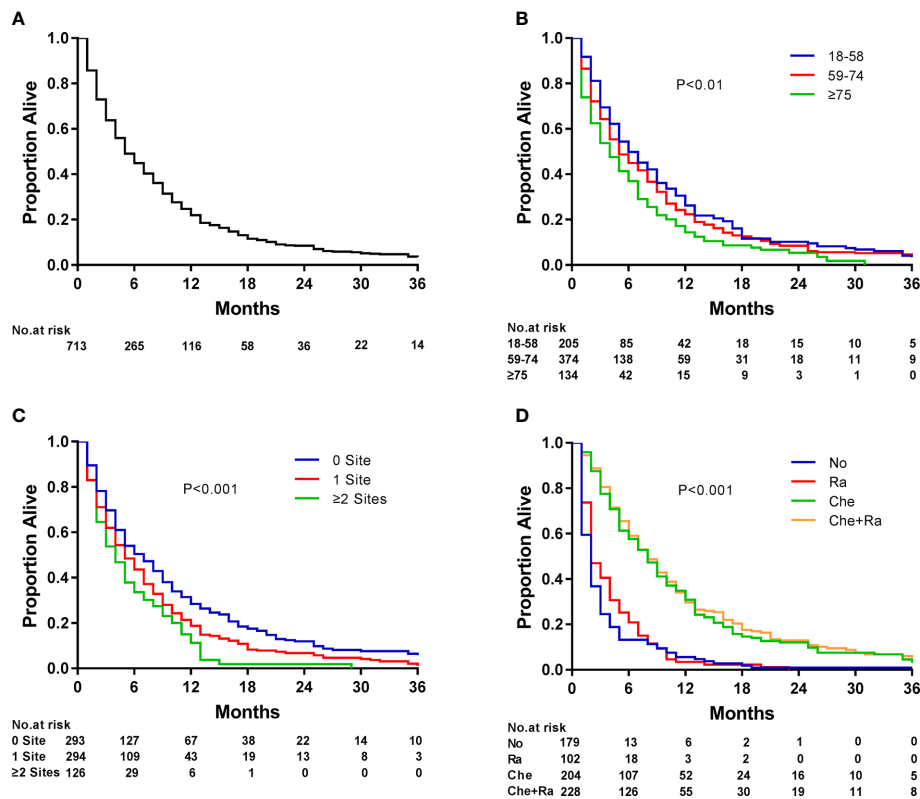 A
1.0
0.8
0.6
0.4
0.2
0.0
Proportion Alive
0 6 12 18 24 30 36
Months
No.at risk
713 265 116 58 36 22 14
B
1.0
0.8
0.6
0.4
0.2
0.0
Proportion Alive
18-58
59-74
≥75
P<0.01
0 6 12 18 24 30 36
Months
No.at risk
18-58 205 85 42 18 15 10 5
59-74 374 138 59 31 18 11 9
≥75 134 42 15 9 3 1 0
C
1.0
0.8
0.6
0.4
0.2
0.0
Proportion Alive
0 Site
1 Site
≥2 Sites
P<0.001
0 6 12 18 24 30 36
Months
No.at risk
0 Site 293 127 67 38 22 14 10
1 Site 294 109 43 19 13 8 3
≥2 Sites 126 29 6 1 0 0 0
D
1.0
0.8
0.6
0.4
0.2
0.0
Proportion Alive
No
Ra
Che
Che+Ra
P<0.001
0 6 12 18 24 30 36
Months
No.at risk
No 179 13 6 2 1 0 0
Ra 102 18 3 2 0 0 0
Che 204 107 52 24 16 10 5
Che+Ra 228 126 55 30 19 11 8